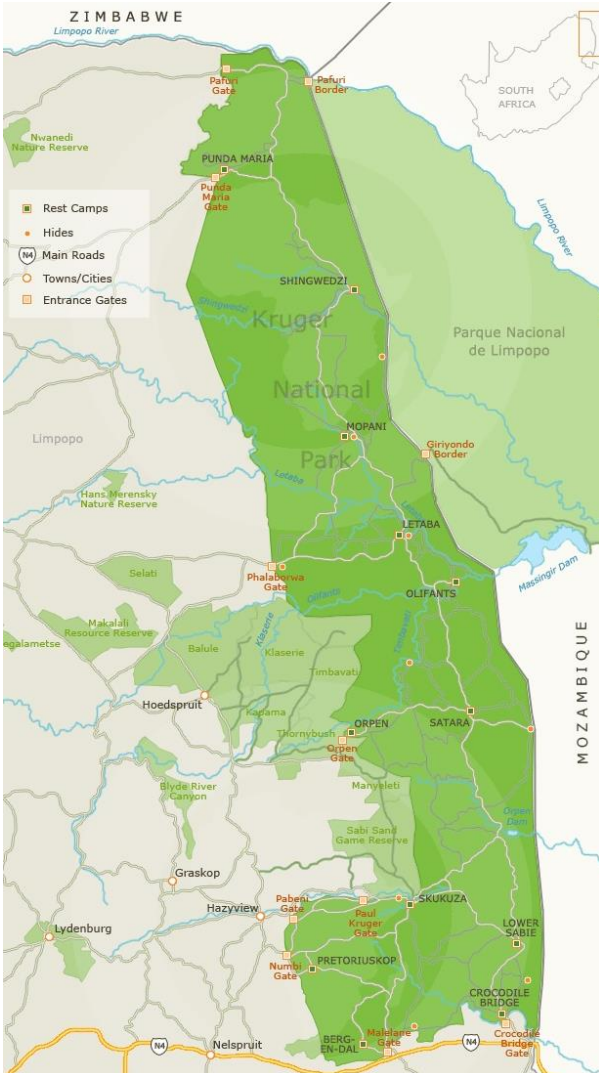 ZIMBABWE
Limpopo River
Pafuri
Gate
Pafuri
Border
SOUTH
AFRICA
Nwanedi
Nature Reserve
PUNDA MARIA
Punda
Maria
Gate
Limpopo River
Rest Camps
Hides
N4
Main Roads
Towns/Cities
Entrance Gates
SHINGWEDZI
Shingwedzi
Kruger
National
Park
Parque Nacional
de Limpopo
MOPANI
Limpopo
Giriyondo
Border
Letaba
Hans Merensky
Nature Reserve
LETABA
Phalaborwa
Gate
Selati
Massingir Dam
OLIFANTS
Olifants
Makalali
Resource Reserve
egalametse
Balule
Klaserie
Klaserie
Timbavati
Timbavati
MOZAMBIQUE
Hoedspruit
Kapama
Thornybush
ORPEN
Orpen
Gate
SATARA
Manyeleti
Blyde River
Canyon
Orpen
Dam
Sabi Sand
Game Reserve
Graskop
Hazyview
Pabeni
Gate
Paul
Kruger
Gate
SKUKUZA
Lydenburg
LOWER
SABIE
Numbi
Gate
PRETORIUSKOP
CROCODILE
BRIDGE
Crocodile
Bridge
Gate
BERG-
EN-DAL
Malelane
Gate
N4
Nelspruit
N4